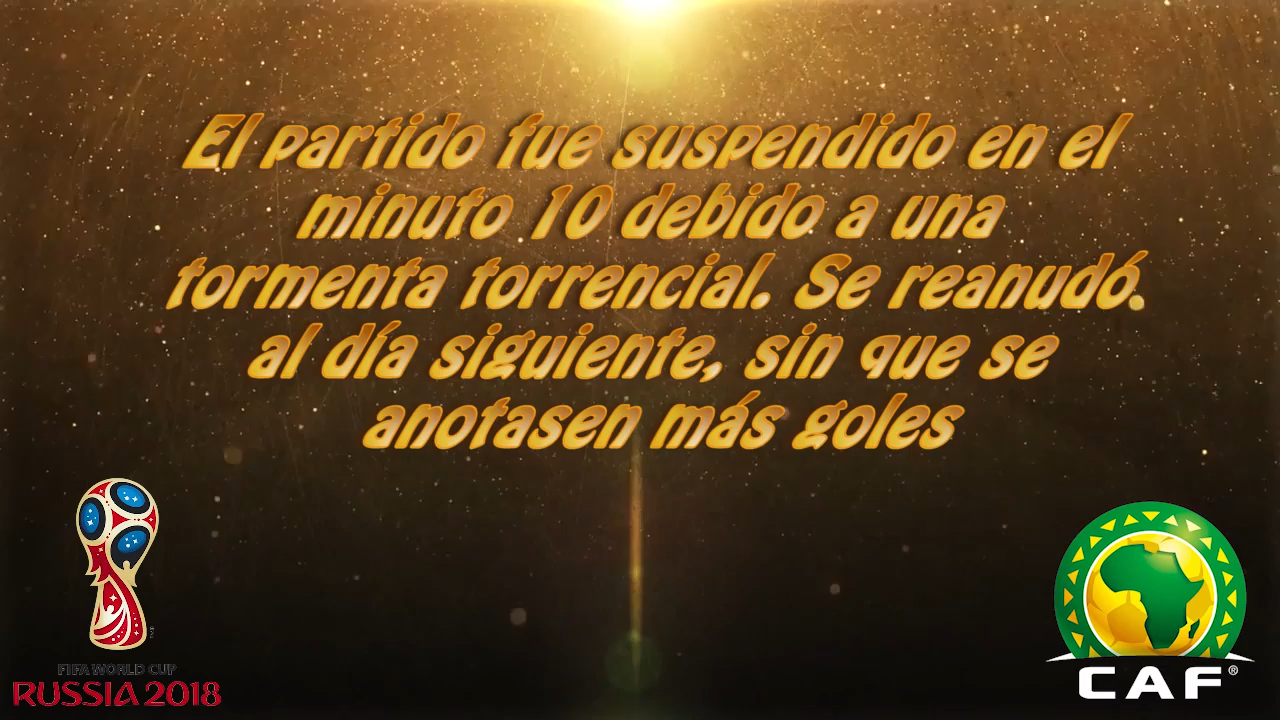 El partido fue suspendido en el
minuto 10 debido a una
tormenta torrencial. Se reanudó
al día siguiente, sin que se
anotasen más goles
FIFA WORLD CUP
RUSSIA 2018
CAF®